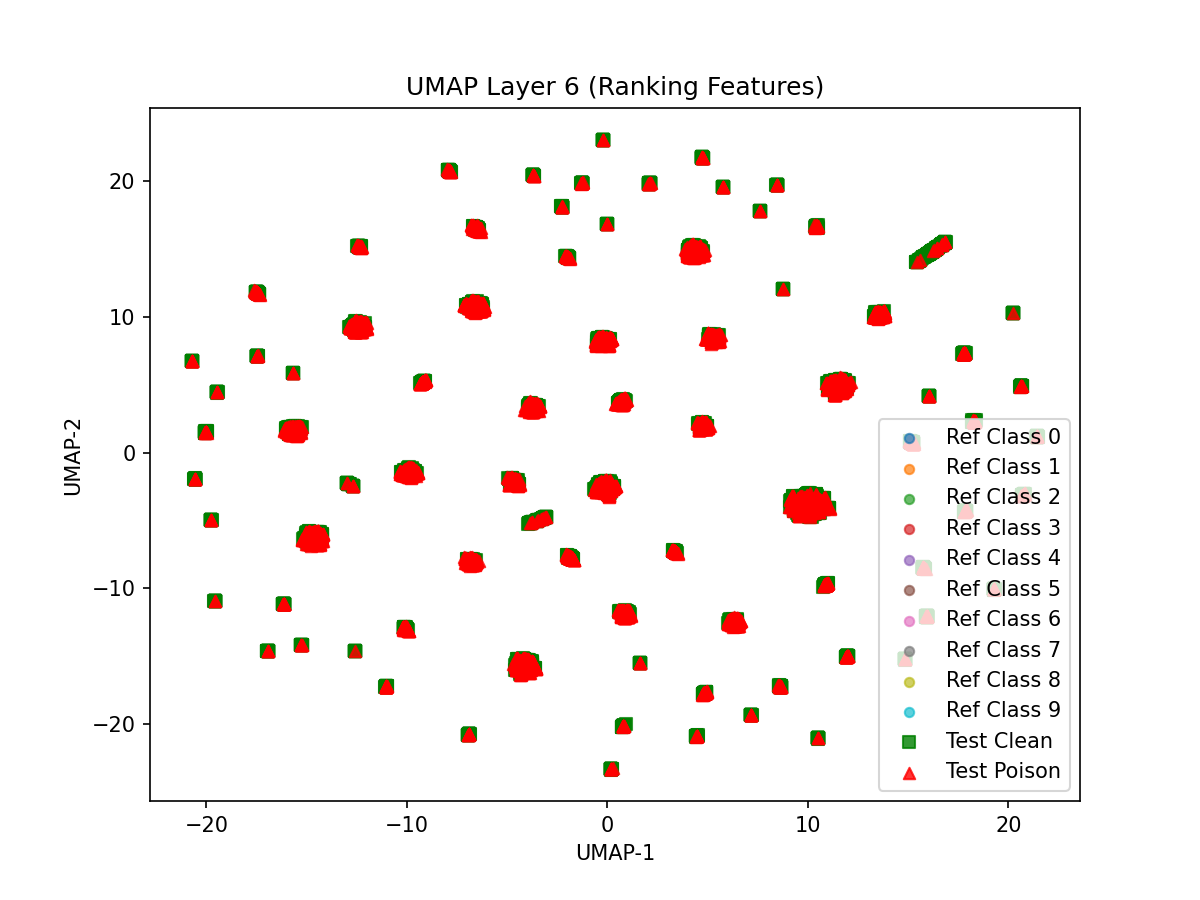 UMAP Layer 6 (Ranking Features)
20
10
0
−10
−20
UMAP-2
−20
−10
0
10
20
UMAP-1
Ref Class 0
Ref Class 1
Ref Class 2
Ref Class 3
Ref Class 4
Ref Class 5
Ref Class 6
Ref Class 7
Ref Class 8
Ref Class 9
Test Clean
Test Poison